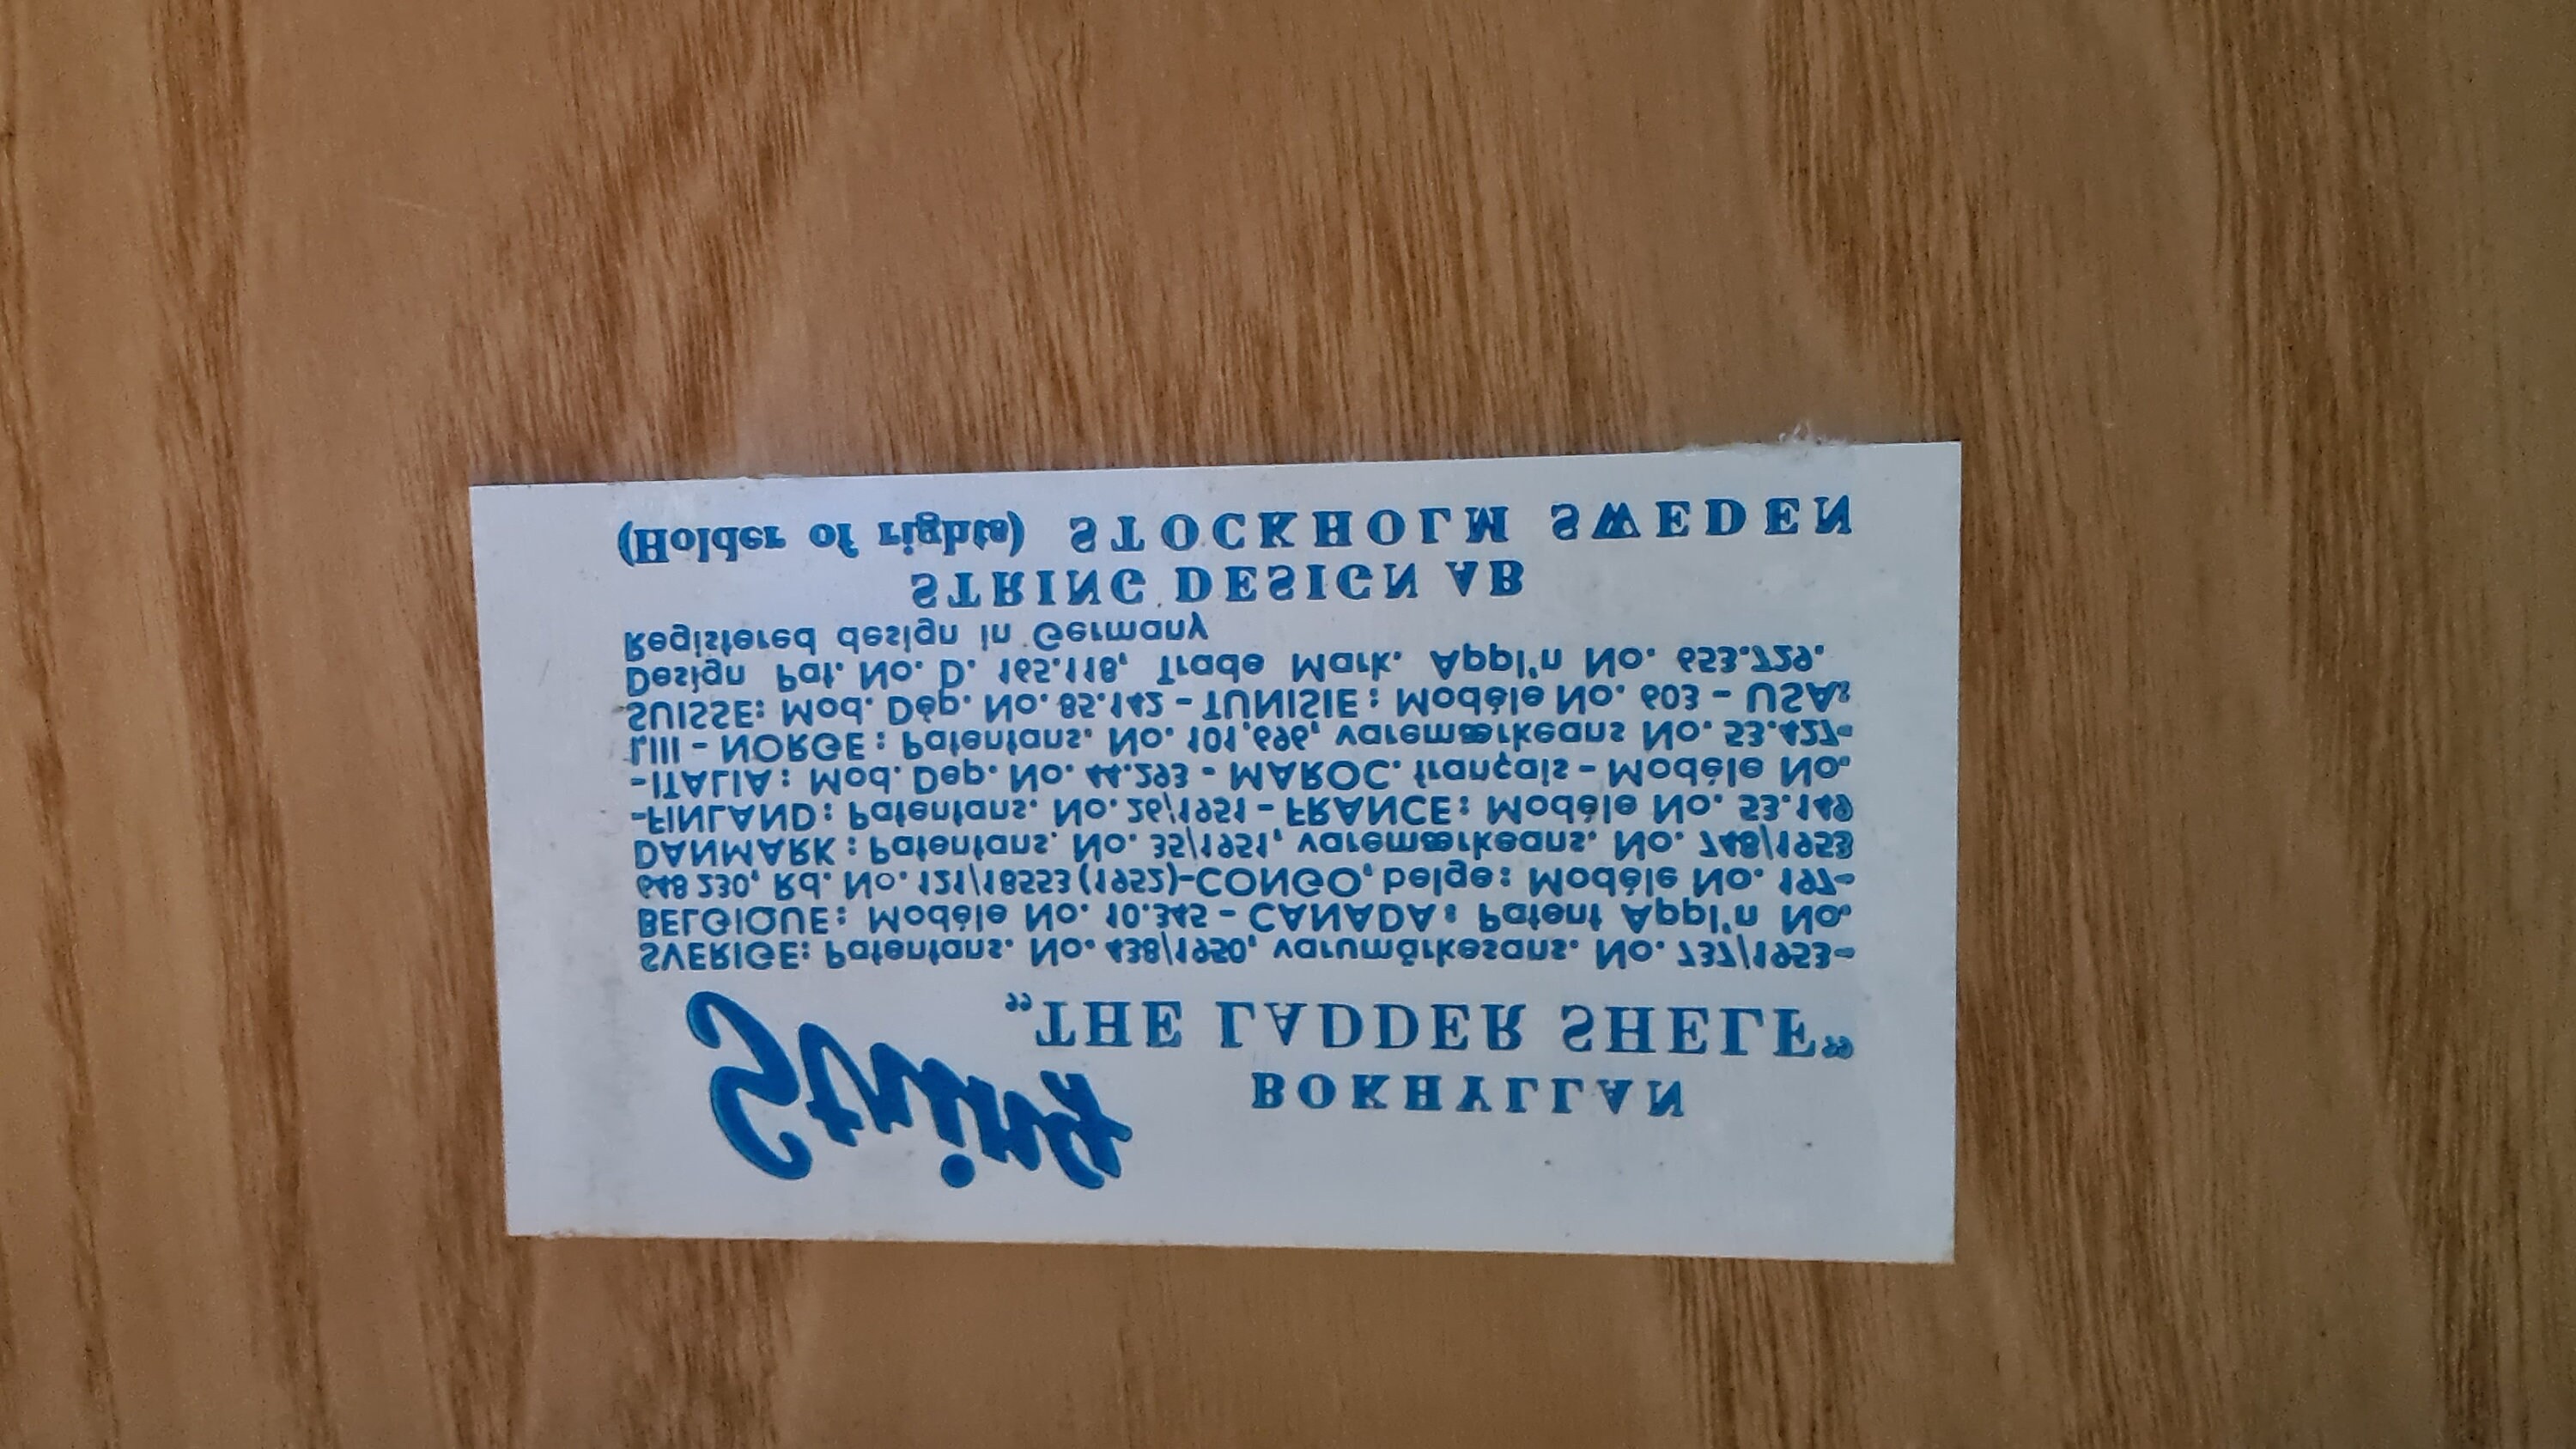 String
BOKHYLLAN
„THE LADDER SHELF”
SVERIGE: Patentans. No. 438/1950, varumärkesans. No. 737/1953-
BELGIQUE: Modèle No. 10.345 - CANADA: Patent Appl'n No.
648 230, Rd. No. 121/18553 (1952)-CONGO, belge: Modèle No. 197-
DANMARK: Patentans. No. 35/1951, varemærkeans. No. 748/1953
-FINLAND: Patentans. No. 26/1951 - FRANCE: Modèle No. 53.149
-ITALIA: Mod. Dep. No. 44.293 - MAROC. français - Modèle No.
LIII - NORGE: Patentans. No. 101.696, varemærkeans No. 53.427-
SUISSE: Mod. Dép. No. 85.142 - TUNISIE: Modèle No. 603 - USA:
Design Pat. No. D. 165.118, Trade Mark. Appl'n No. 653.729.
Registered design in Germany
STRING DESIGN AB
(Holder of rights) STOCKHOLM SWEDEN